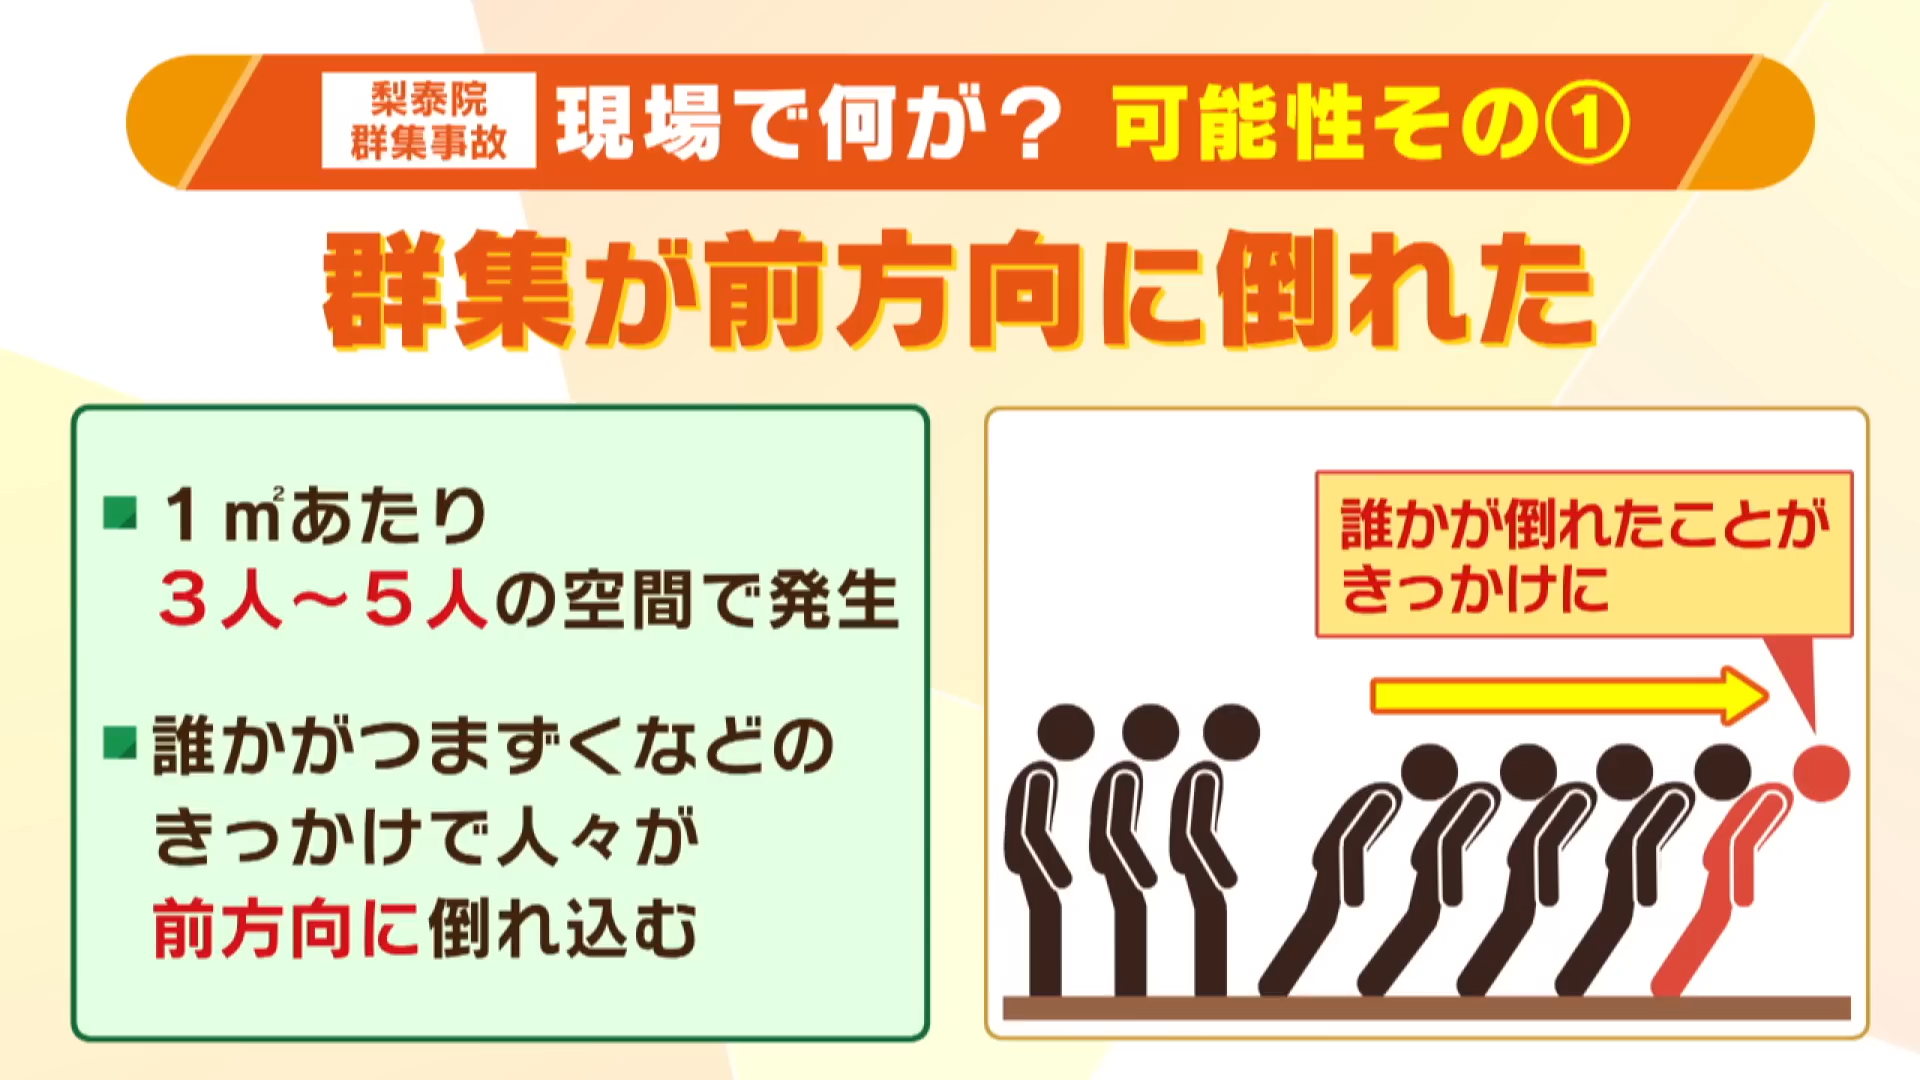 梨泰院
群集事故
現場で何が？ 可能性その①
群集が前方向に倒れた
１㎡あたり
３人～５人の空間で発生
誰かがつまずくなどの
きっかけで人々が
前方向に倒れ込む
誰かが倒れたことが
きっかけに